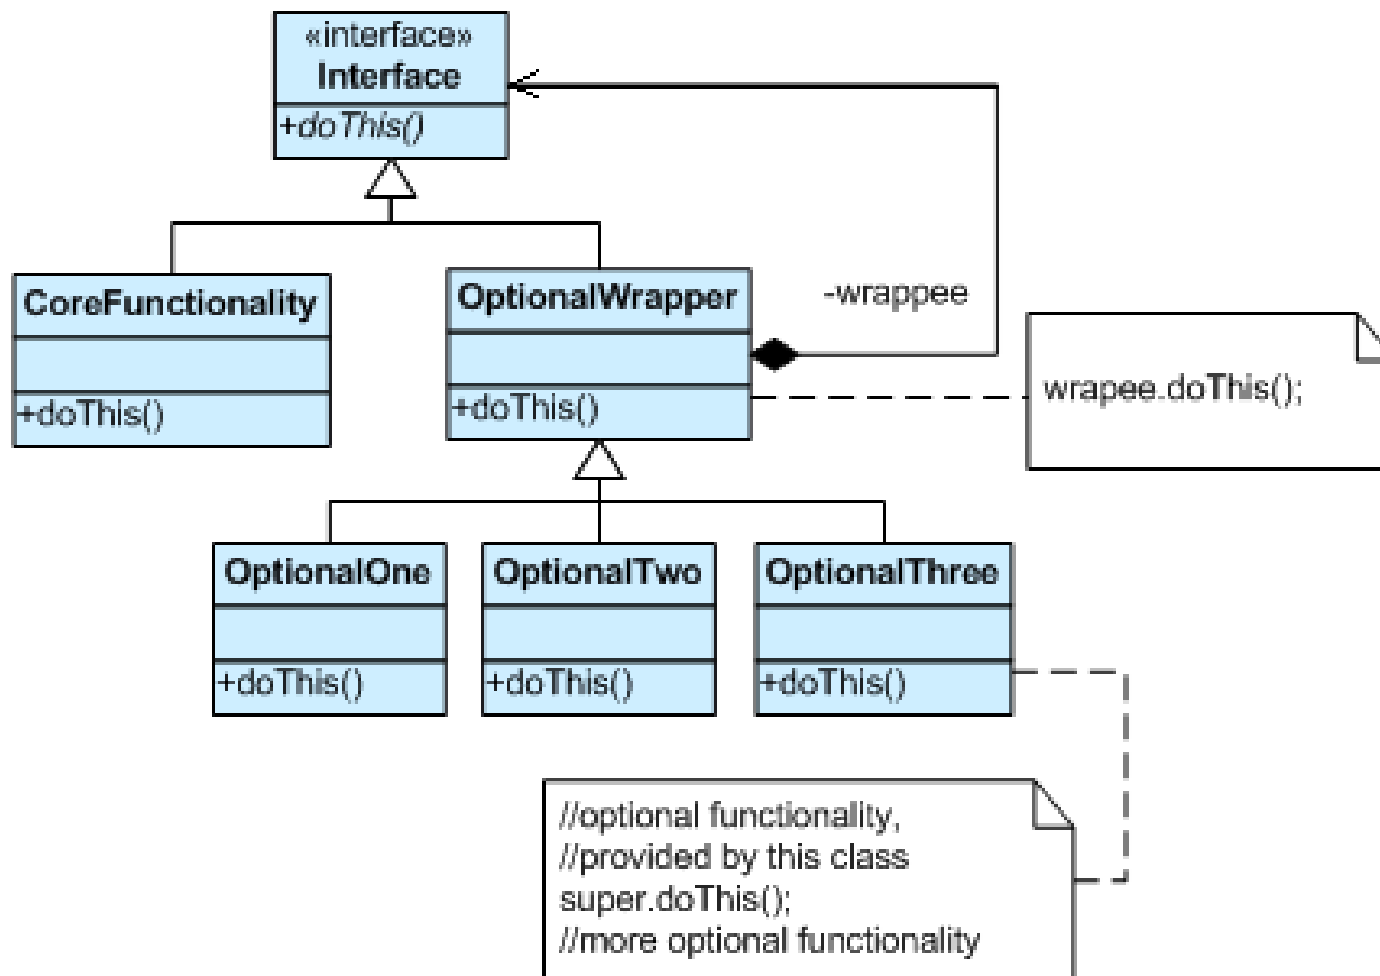 «interface»
Interface
+doThis()
CoreFunctionality
+doThis()
OptionalWrapper
+doThis()
-wrappee
wrapee.doThis();
OptionalOne
+doThis()
OptionalTwo
+doThis()
OptionalThree
+doThis()
//optional functionality,
//provided by this class
super.doThis();
//more optional functionality